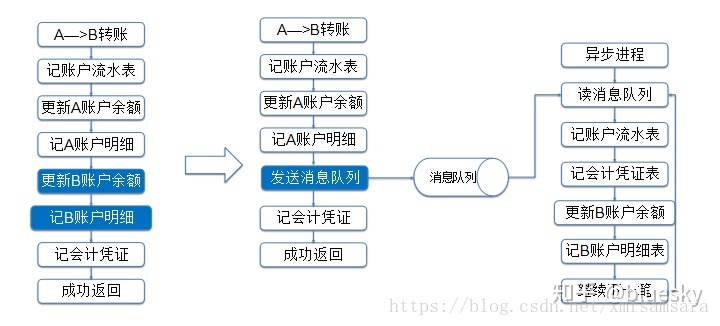 A—>B转账
记账户流水表
更新A账户余额
记A账户明细
更新B账户余额
记B账户明细
记会计凭证
成功返回
A—>B转账
记账户流水表
更新A账户余额
记A账户明细
发送消息队列
记会计凭证
成功返回
消息队列
异步进程
读消息队列
记账户流水表
记会计凭证表
更新B账户余额
记B账户明细表
继续下一笔
知乎 @bluesky
https://blog.csdn.net/xmlsamsara